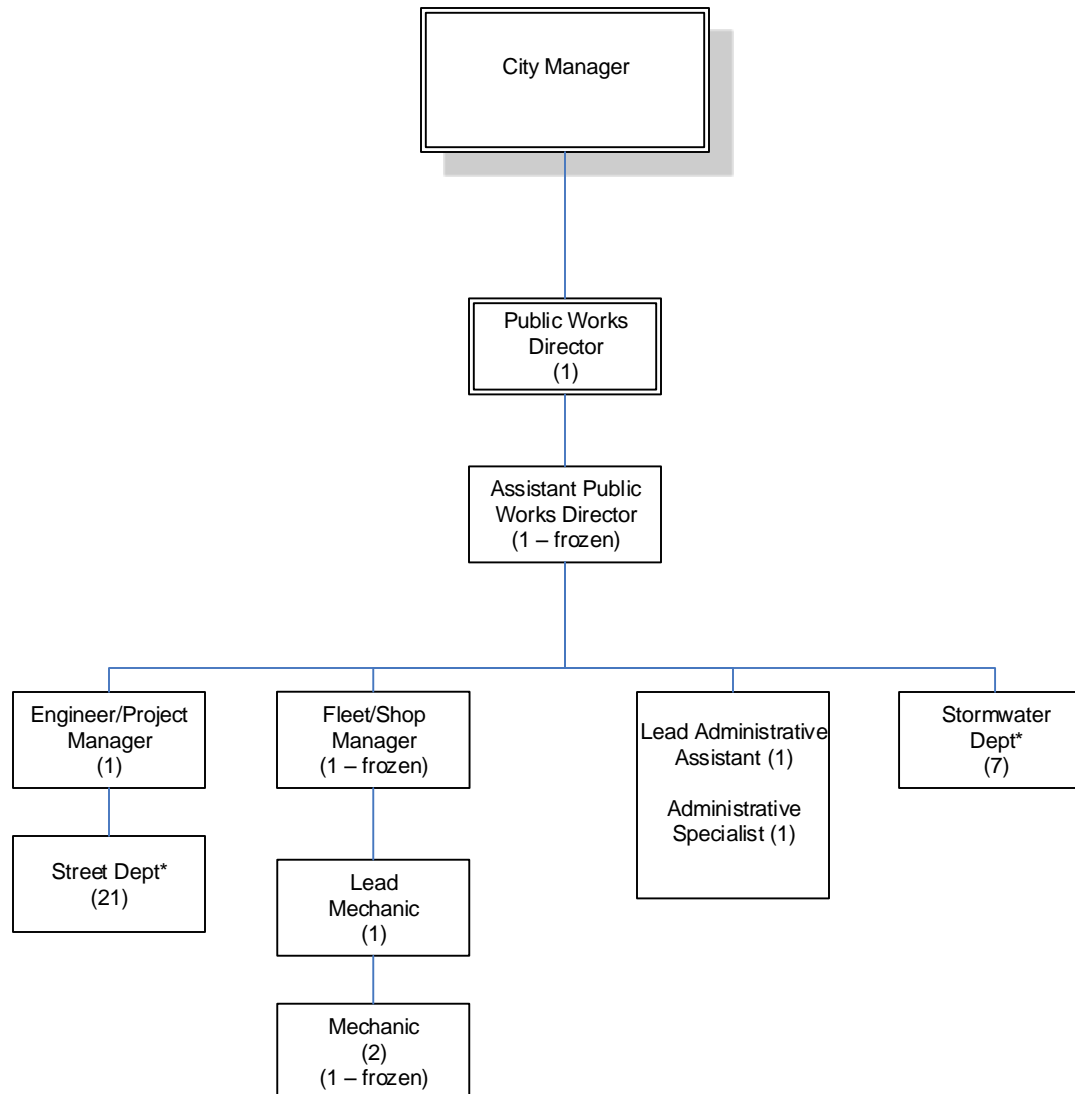 City Manager
Public Works
Director
(1)
Assistant Public
Works Director
(1 – frozen)
Engineer/Project
Manager
(1)
Street Dept*
(21)
Fleet/Shop
Manager
(1 – frozen)
Lead
Mechanic
(1)
Mechanic
(2)
(1 – frozen)
Lead Administrative
Assistant (1)
Administrative
Specialist (1)
Stormwater
Dept*
(7)